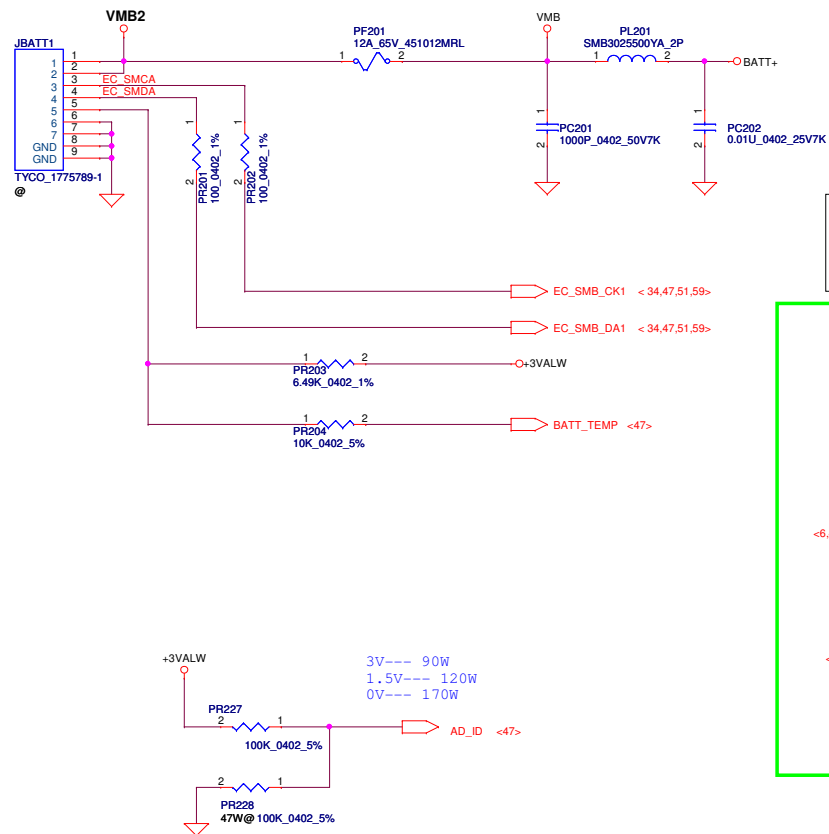 VMB2
JBATT1
1
2
3
4
5
6
7
GND
GND
1
2
3
4
5
6
7
8
9
EC_SMCA
EC_SMDA
TYCO_1775789-1
@
PF201
12A_65V_451012MRL
1
2
VMB
PL201
SMB3025500YA_2P
1
2
BATT+
1
2
PC201
1000P_0402_50V7K
1
2
PC202
0.01U_0402_25V7K
1
2
PR201
100_0402_1%
1
2
PR202
100_0402_1%
EC_SMB_CK1 < 34,47,51,59>
EC_SMB_DA1 < 34,47,51,59>
1
2
PR203
6.49K_0402_1%
+3VALW
1
2
PR204
10K_0402_5%
BATT_TEMP <47>
<6,
<
+3VALW
3V--- 90W
1.5V--- 120W
0V--- 170W
PR227
2
1
100K_0402_5%
AD_ID <47>
2
1
PR228
47W@ 100K_0402_5%